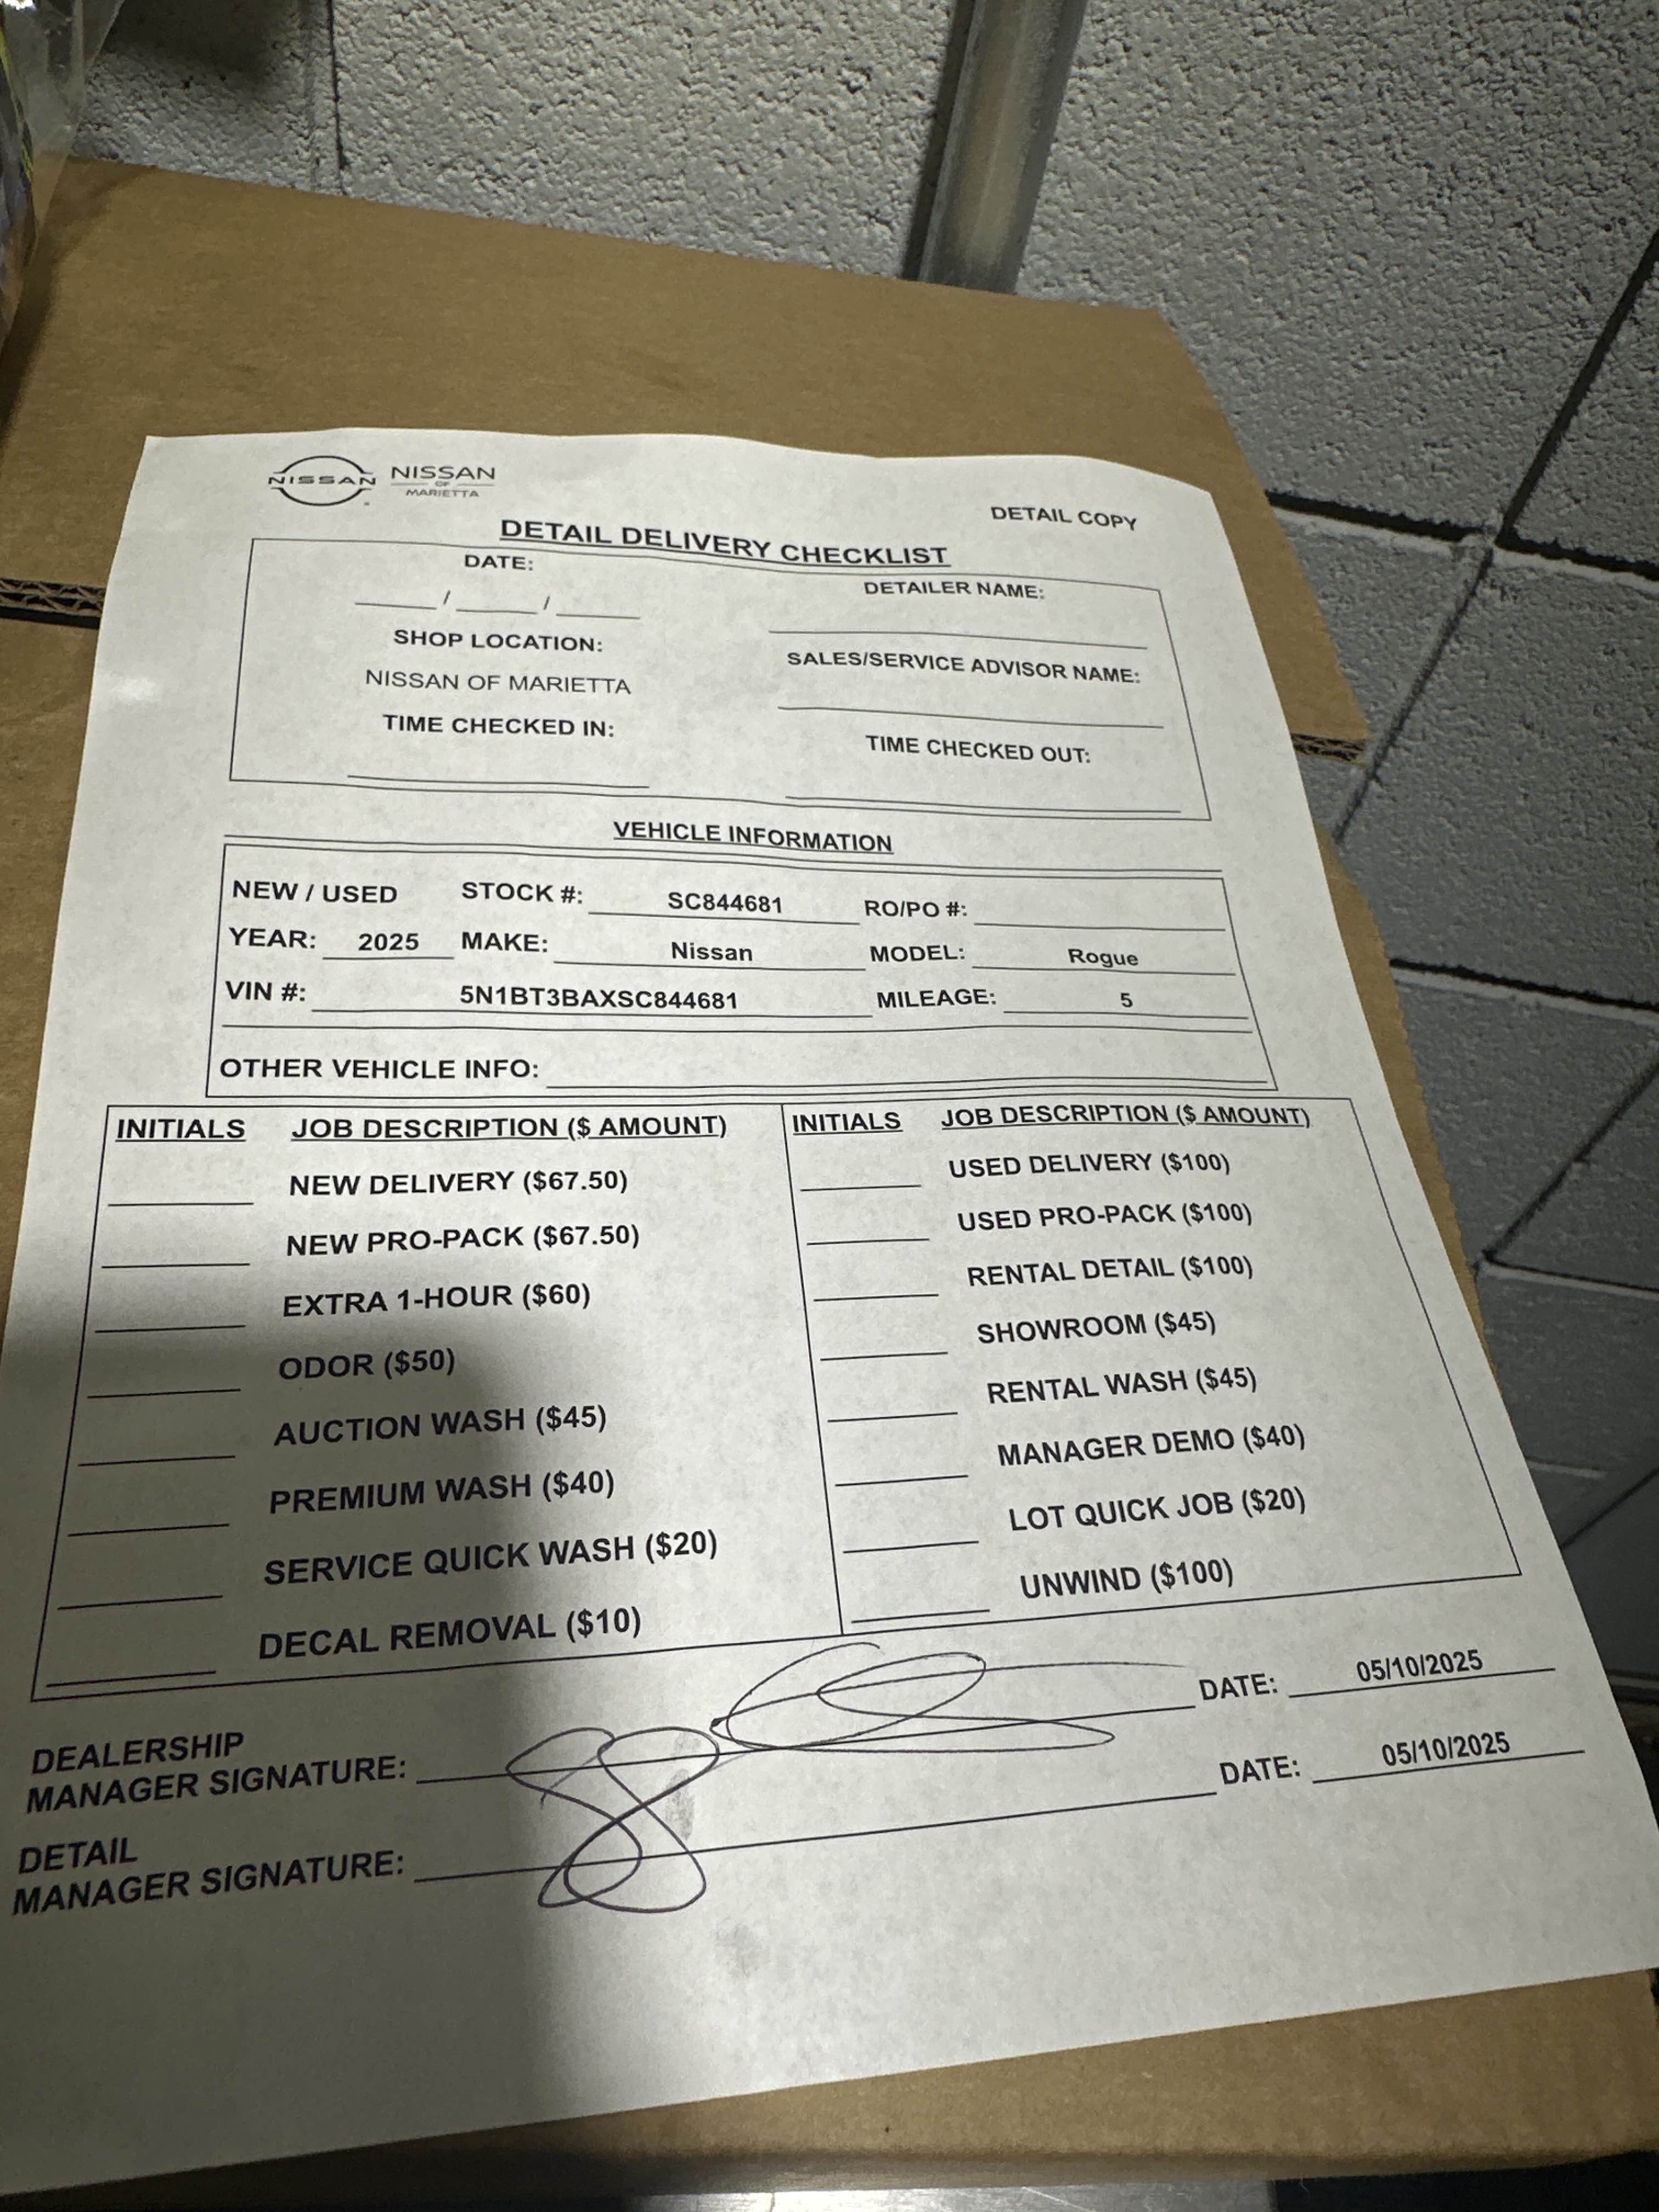 NISSAN NISSAN
OF
MARIETTA
DETAIL COPY
DETAIL DELIVERY CHECKLIST
DATE: DETAILER NAME:
____/____/____
SHOP LOCATION: SALES/SERVICE ADVISOR NAME:
NISSAN OF MARIETTA
TIME CHECKED IN: TIME CHECKED OUT:
VEHICLE INFORMATION
NEW / USED STOCK #: SC844681 RO/PO #:
YEAR: 2025 MAKE: Nissan MODEL: Rogue
VIN #: 5N1BT3BAXSC844681 MILEAGE: 5
OTHER VEHICLE INFO:
INITIALS JOB DESCRIPTION ($ AMOUNT) INITIALS JOB DESCRIPTION ($ AMOUNT)
NEW DELIVERY ($67.50) USED DELIVERY ($100)
NEW PRO-PACK ($67.50) USED PRO-PACK ($100)
EXTRA 1-HOUR ($60) RENTAL DETAIL ($100)
ODOR ($50) SHOWROOM ($45)
AUCTION WASH ($45) RENTAL WASH ($45)
PREMIUM WASH ($40) MANAGER DEMO ($40)
SERVICE QUICK WASH ($20) LOT QUICK JOB ($20)
DECAL REMOVAL ($10) UNWIND ($100)
DEALERSHIP
MANAGER SIGNATURE: DATE: 05/10/2025
DETAIL
MANAGER SIGNATURE: DATE: 05/10/2025